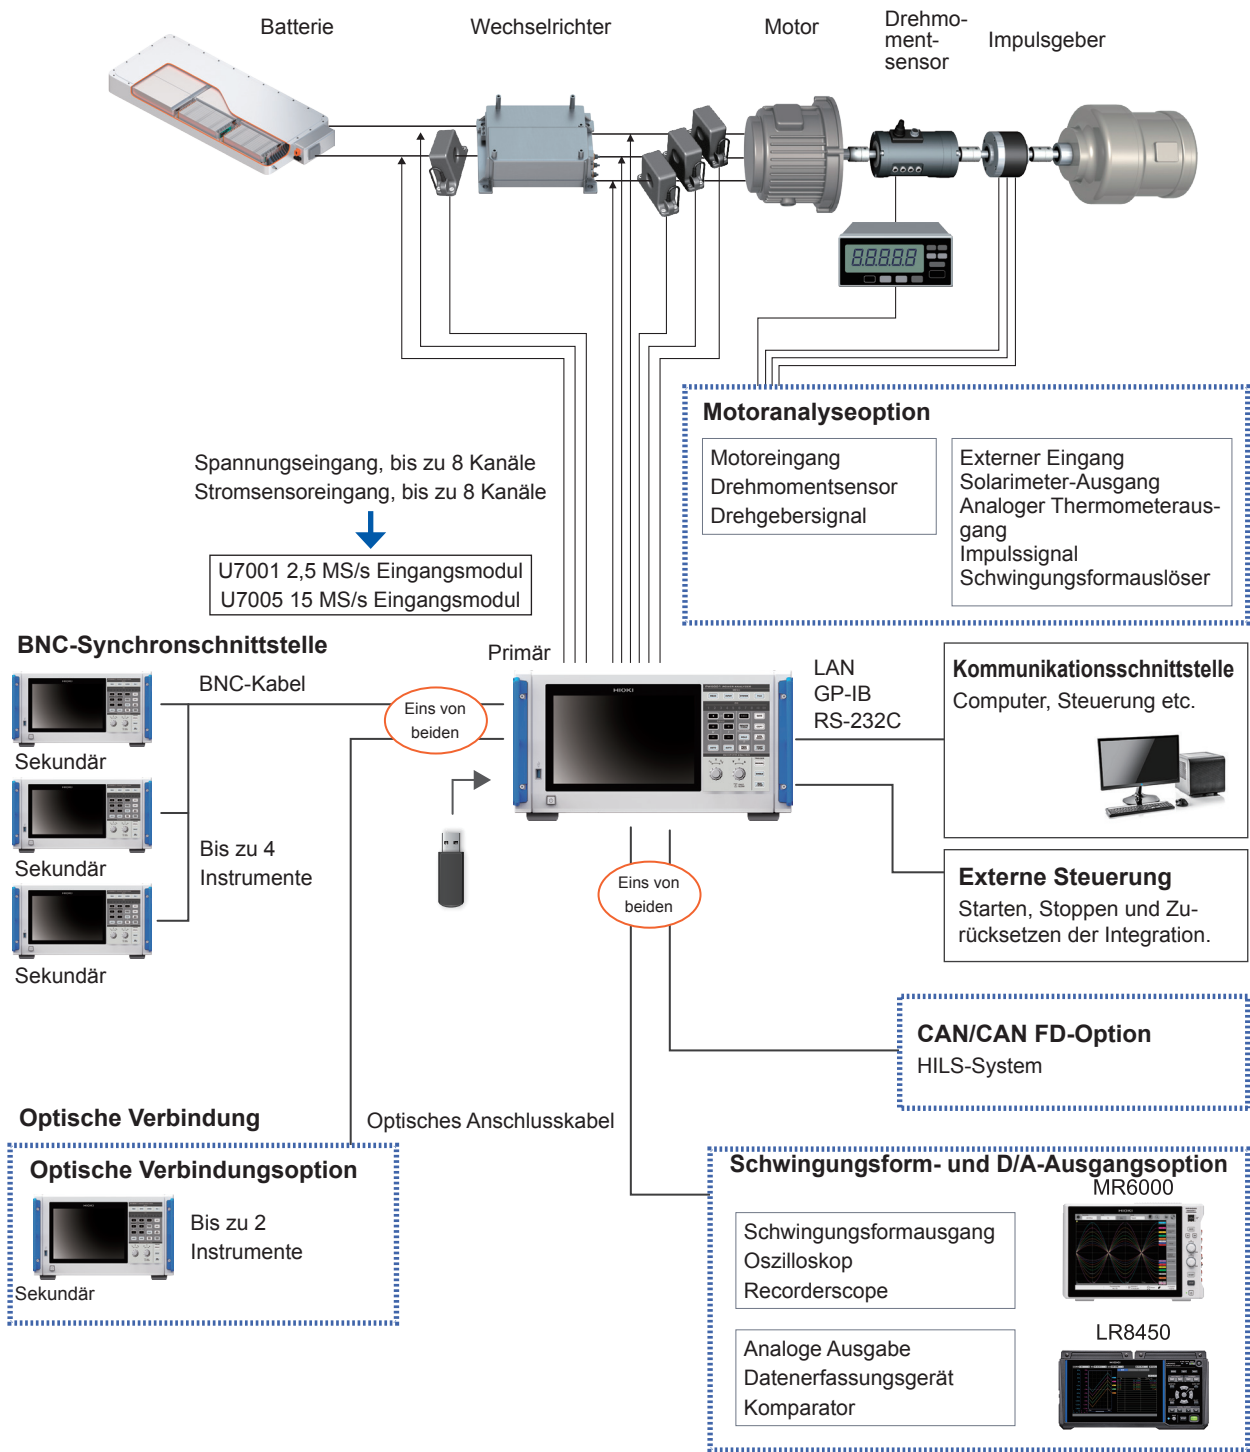 Batterie
Wechselrichter
Motor
Drehmo-
ment-
sensor
Impulsgeber
88888
Motoranalyseoption
Motoreingang
Drehmomentsensor
Drehgebersignal
Externer Eingang
Solarimeter-Ausgang
Analoger Thermometeraus-
gang
Impulssignal
Schwingungsformauslöser
Spannungseingang, bis zu 8 Kanäle
Stromsensoreingang, bis zu 8 Kanäle
U7001 2,5 MS/s Eingangsmodul
U7005 15 MS/s Eingangsmodul
BNC-Synchronschnittstelle
BNC-Kabel
Primär
Eins von
beiden
HIOKI
LAN
GP-IB
RS-232C
Kommunikationsschnittstelle
Computer, Steuerung etc.
Sekundär
Sekundär
Bis zu 4
Instrumente
Sekundär
Eins von
beiden
Externe Steuerung
Starten, Stoppen und Zu-
rücksetzen der Integration.
CAN/CAN FD-Option
HILS-System
Optische Verbindung
Optisches Anschlusskabel
Optische Verbindungsoption
Bis zu 2
Instrumente
Sekundär
Schwingungsform- und D/A-Ausgangsoption
MR6000
Schwingungsformausgang
Oszilloskop
Recorderscope
LR8450
Analoge Ausgabe
Datenerfassungsgerät
Komparator